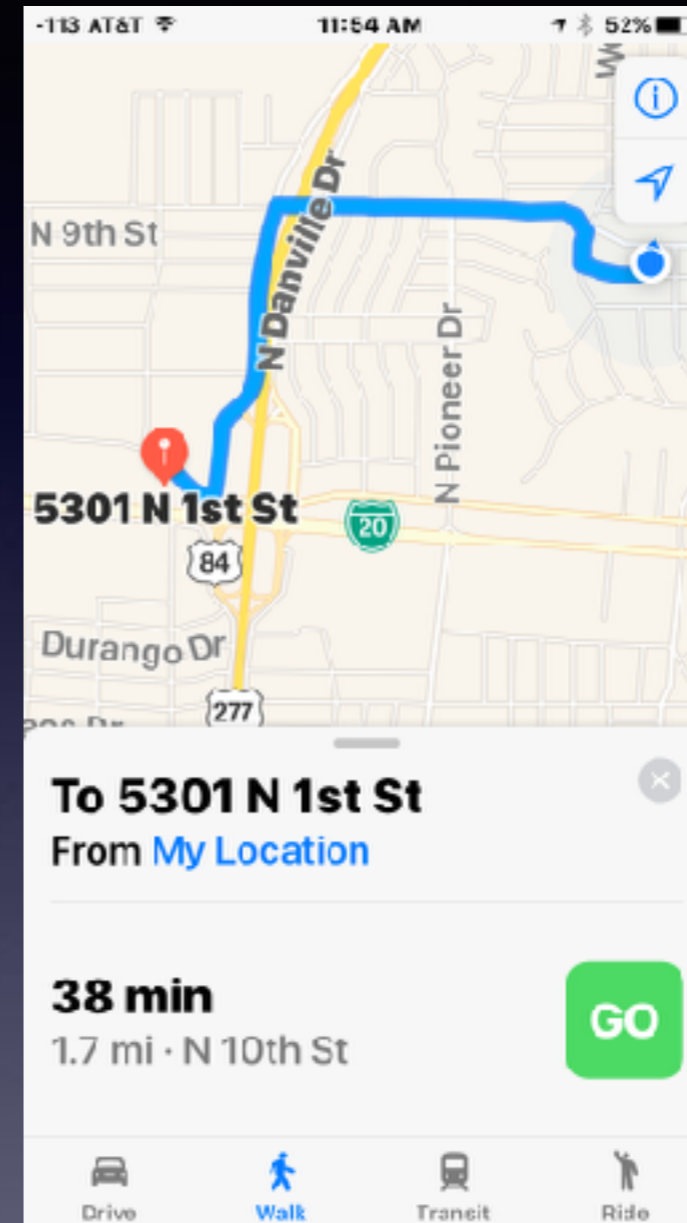 -113 AT&T 11:54 AM 52%
N 9th St
N Danville Dr
N Pioneer Dr
5301 N 1st St
20
84
Durango Dr
277
To 5301 N 1st St
From My Location
38 min
1.7 mi · N 10th St
GO
Drive Walk Transit Ride